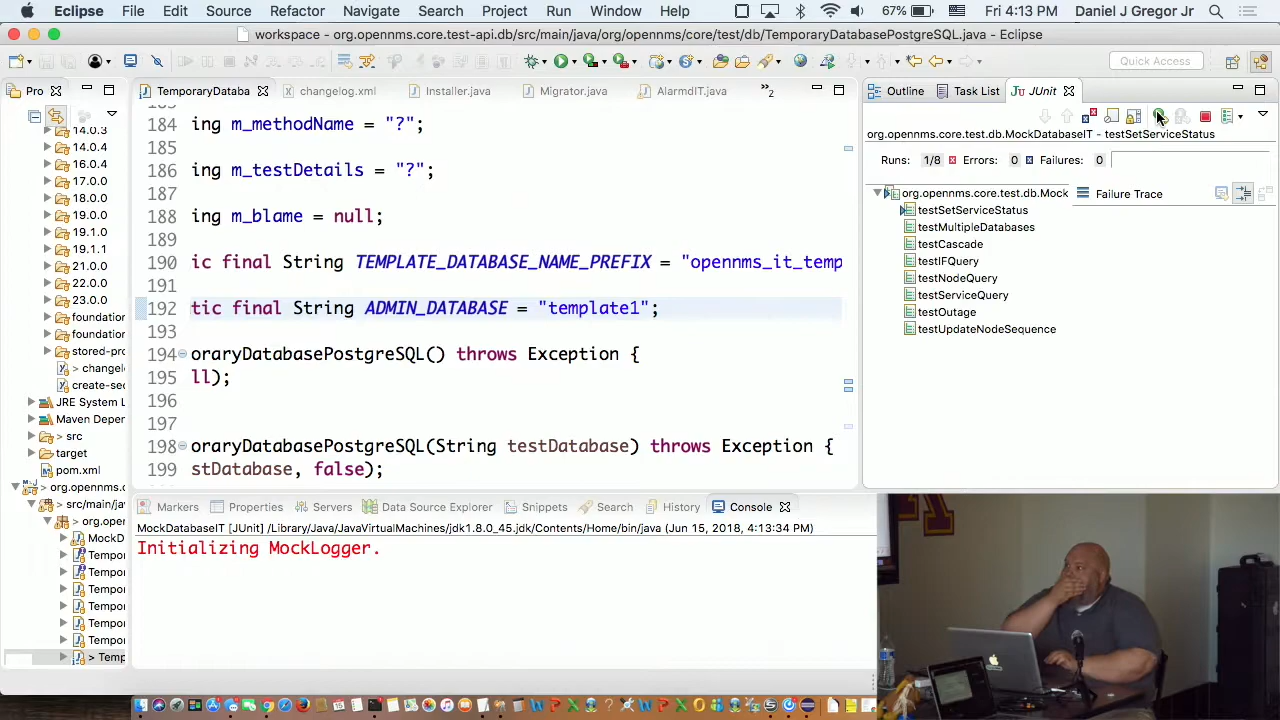 Eclipse File Edit Source Refactor Navigate Search Project Run Window Help 67% Fri 4:13 PM Daniel J Gregor Jr
workspace - org.opennms.core.test-api.db/src/main/java/org/opennms/core/test/db/TemporaryDatabasePostgreSQL.java - Eclipse
Quick Access
Pro
14.0.3
14.0.4
16.0.4
17.0.0
18.0.0
19.0.0
19.1.0
19.1.1
21.0.0
22.0.0
23.0.0
foundation
foundation
stored-pro
> change
create-sec
JRE System L
Maven Depen
> src
target
pom.xml
> org.openn
> src/main/ja
> org.open
MockD
Tempo
Tempo
Tempo
Tempo
Tempo
Tempo
> Temp
TemporaryDataba changelog.xml Installer.java Migrator.java AlarmdIT.java »2
184 ing m_methodName = "?";
185
186 ing m_testDetails = "?";
187
188 ing m_blame = null;
189
190 ic final String TEMPLATE_DATABASE_NAME_PREFIX = "opennms_it_temp
191
192 tic final String ADMIN_DATABASE = "template1";
193
194 oraryDatabasePostgreSQL() throws Exception {
195 ll);
196
197
198 oraryDatabasePostgreSQL(String testDatabase) throws Exception {
199 stDatabase, false);
Outline Task List JUnit
org.opennms.core.test.db.MockDatabaseIT - testSetServiceStatus
Runs: 1/8 Errors: 0 Failures: 0
org.opennms.core.test.db.Mock
testSetServiceStatus
testMultipleDatabases
testCascade
testIFQuery
testNodeQuery
testServiceQuery
testOutage
testUpdateNodeSequence
Failure Trace
Markers Properties Servers Data Source Explorer Snippets Search History Console
MockDatabaseIT [JUnit] /Library/Java/JavaVirtualMachines/jdk1.8.0_45.jdk/Contents/Home/bin/java (Jun 15, 2018, 4:13:34 PM)
Initializing MockLogger.